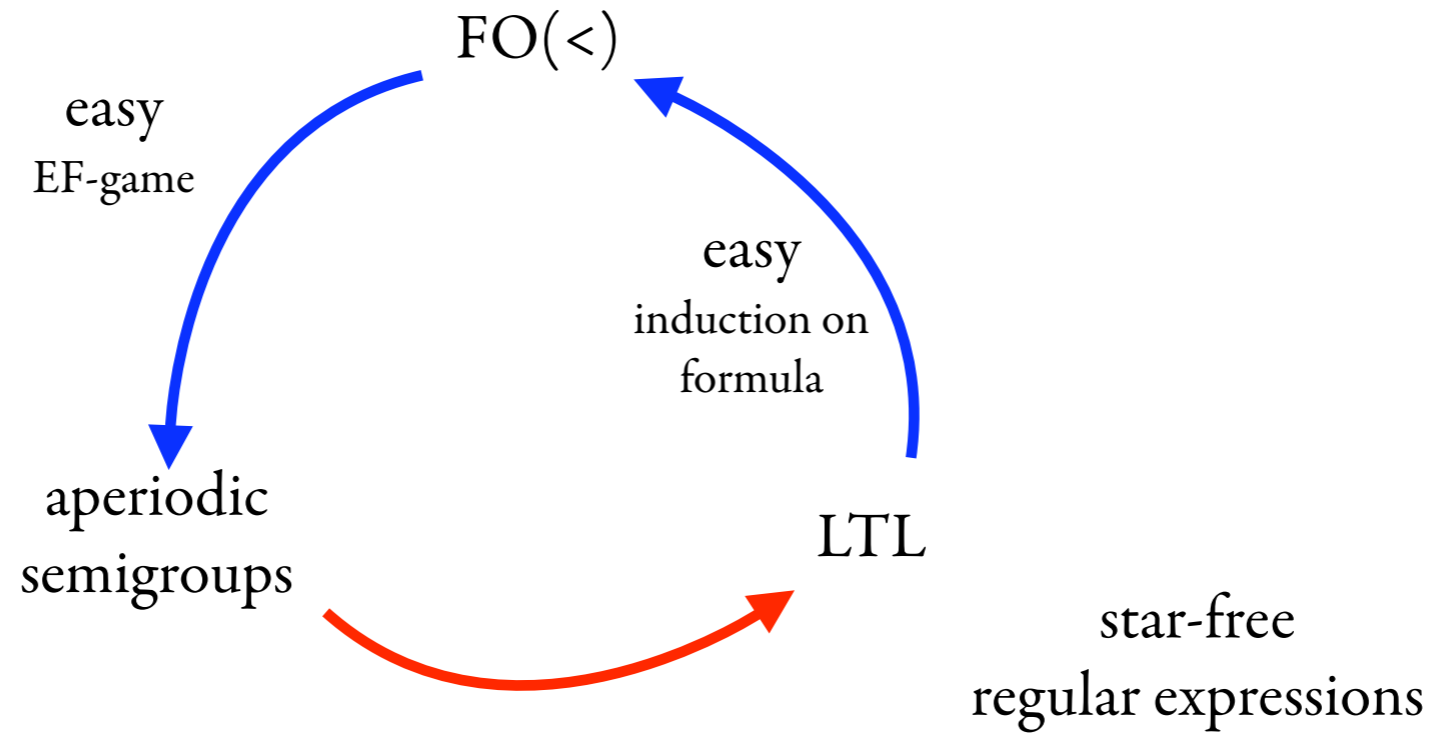 FO(<)
easy
EF-game
easy
induction on
formula
aperiodic
semigroups
LTL
star-free
regular expressions